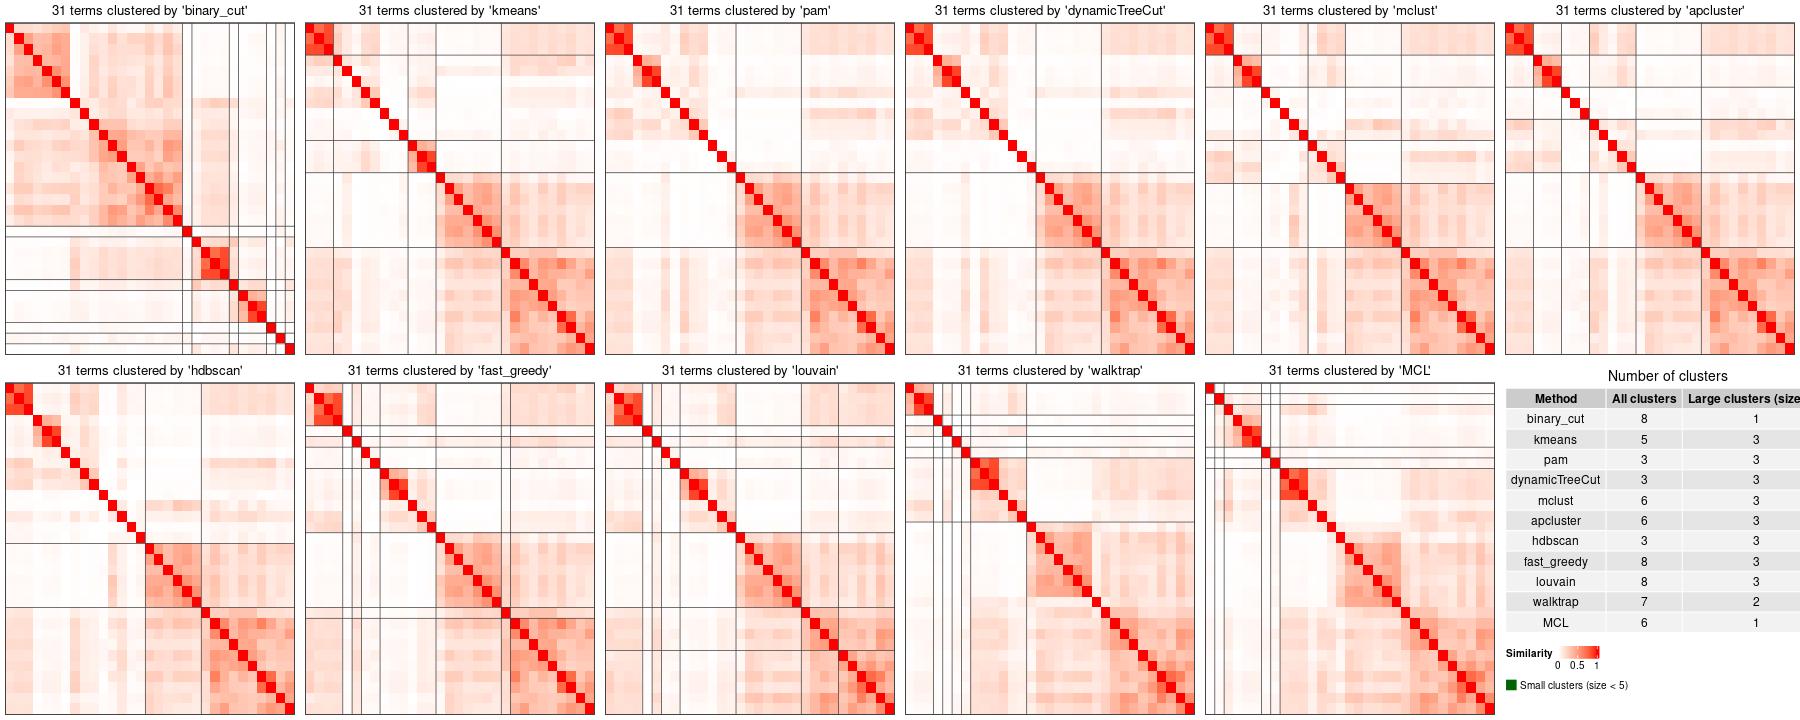 31 terms clustered by 'binary_cut'
31 terms clustered by 'kmeans'
31 terms clustered by 'pam'
31 terms clustered by 'dynamicTreeCut'
31 terms clustered by 'mclust'
31 terms clustered by 'apcluster'
31 terms clustered by 'hdbscan'
31 terms clustered by 'fast_greedy'
31 terms clustered by 'louvain'
31 terms clustered by 'walktrap'
31 terms clustered by 'MCL'
Number of clusters
Method All clusters Large clusters (size
binary_cut 8 1
kmeans 5 3
pam 3 3
dynamicTreeCut 3 3
mclust 6 3
apcluster 6 3
hdbscan 3 3
fast_greedy 8 3
louvain 8 3
walktrap 7 2
MCL 6 1
Similarity
0 0.5 1
Small clusters (size < 5)